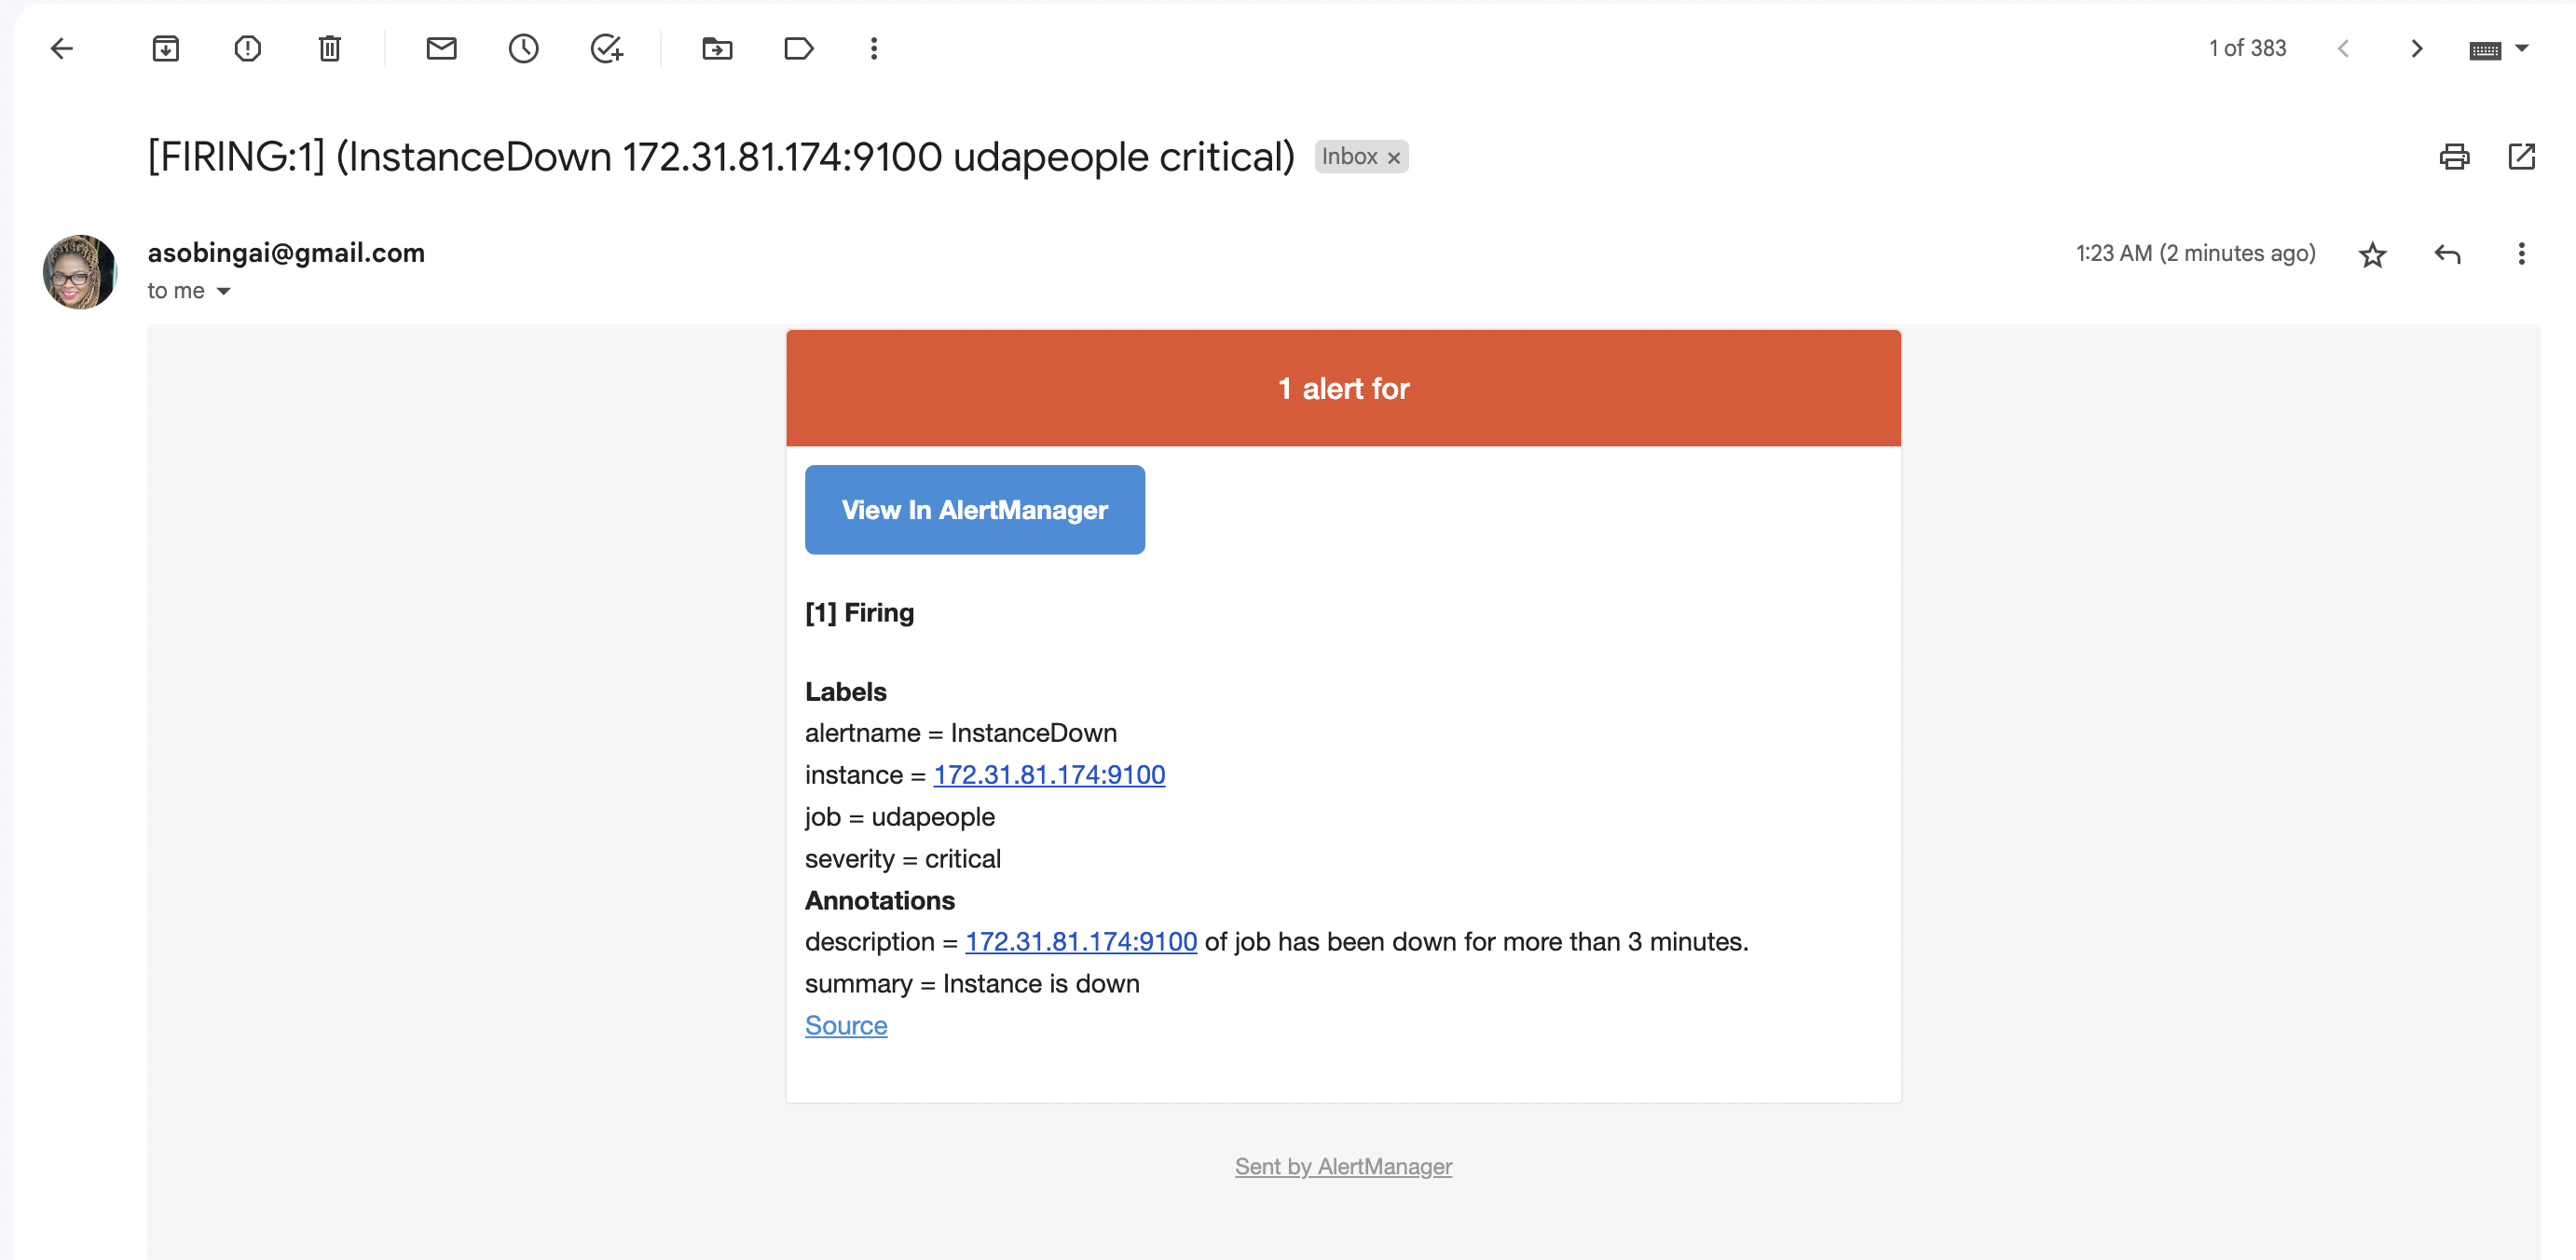 1 of 383
[FIRING:1] (InstanceDown 172.31.81.174:9100 udapeople critical) Inbox ×
asobingai@gmail.com 1:23 AM (2 minutes ago)
to me
1 alert for
View In AlertManager
[1] Firing
Labels
alertname = InstanceDown
instance = 172.31.81.174:9100
job = udapeople
severity = critical
Annotations
description = 172.31.81.174:9100 of job has been down for more than 3 minutes.
summary = Instance is down
Source
Sent by AlertManager